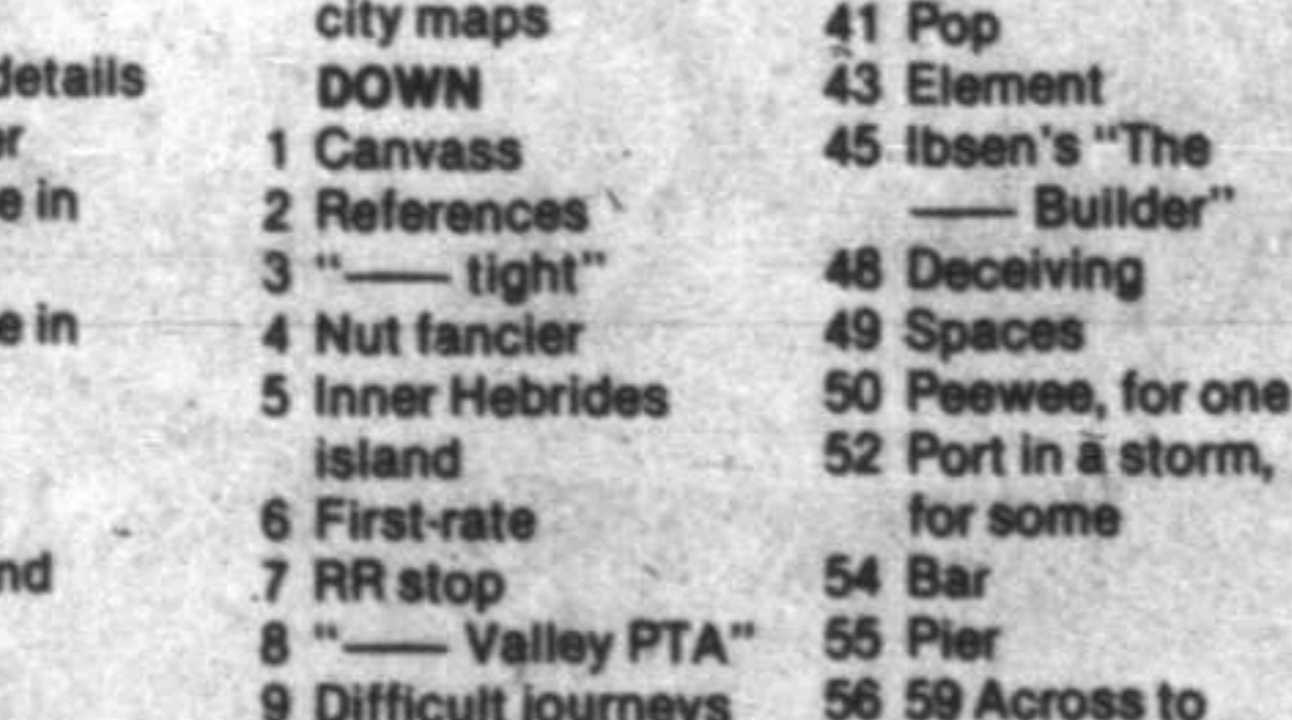 details
er
e in
e in
nd
city maps
DOWN
1 Canvass
2 References
3 “—— tight”
4 Nut fancier
5 Inner Hebrides
island
6 First-rate
7 RR stop
8 “—— Valley PTA”
9 Difficult journeys
41 Pop
43 Element
45 Ibsen's “The
—— Builder”
48 Deceiving
49 Spaces
50 Peewee, for one
52 Port in a storm,
for some
54 Bar
55 Pier
56 59 Across to